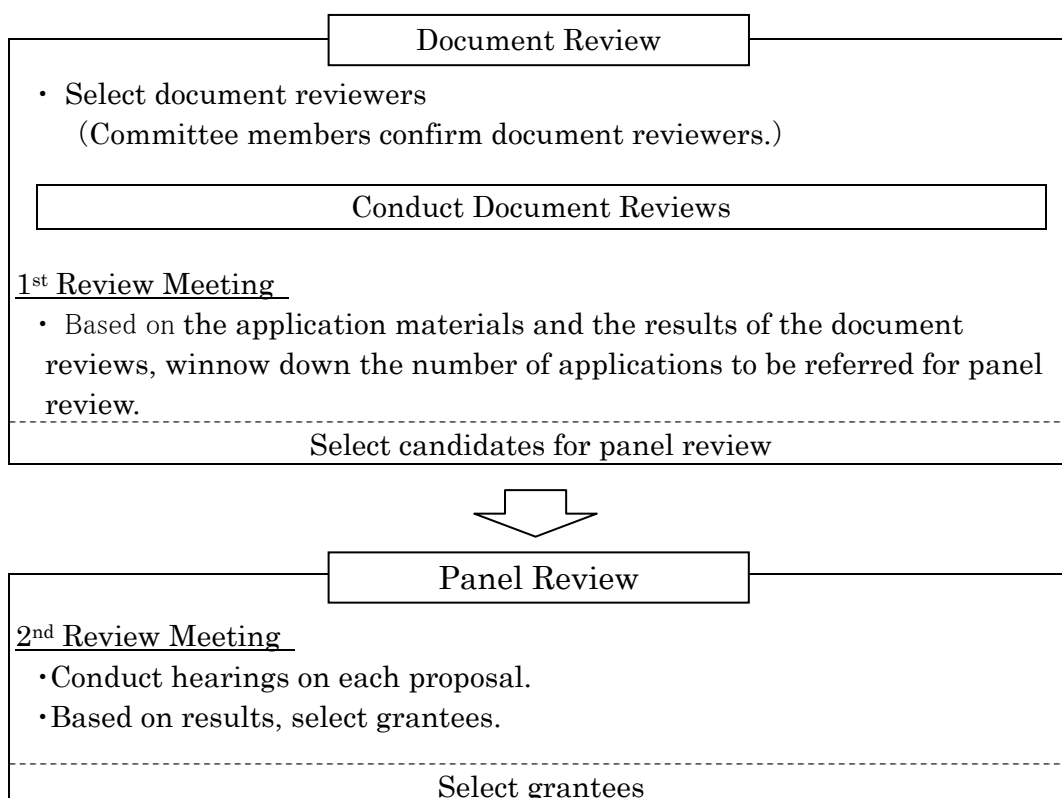 Document Review
・ Select document reviewers
（Committee members confirm document reviewers.）
Conduct Document Reviews
1st Review Meeting
・ Based on the application materials and the results of the document
reviews, winnow down the number of applications to be referred for panel
review.
Select candidates for panel review
Panel Review
2nd Review Meeting
・Conduct hearings on each proposal.
・Based on results, select grantees.
Select grantees